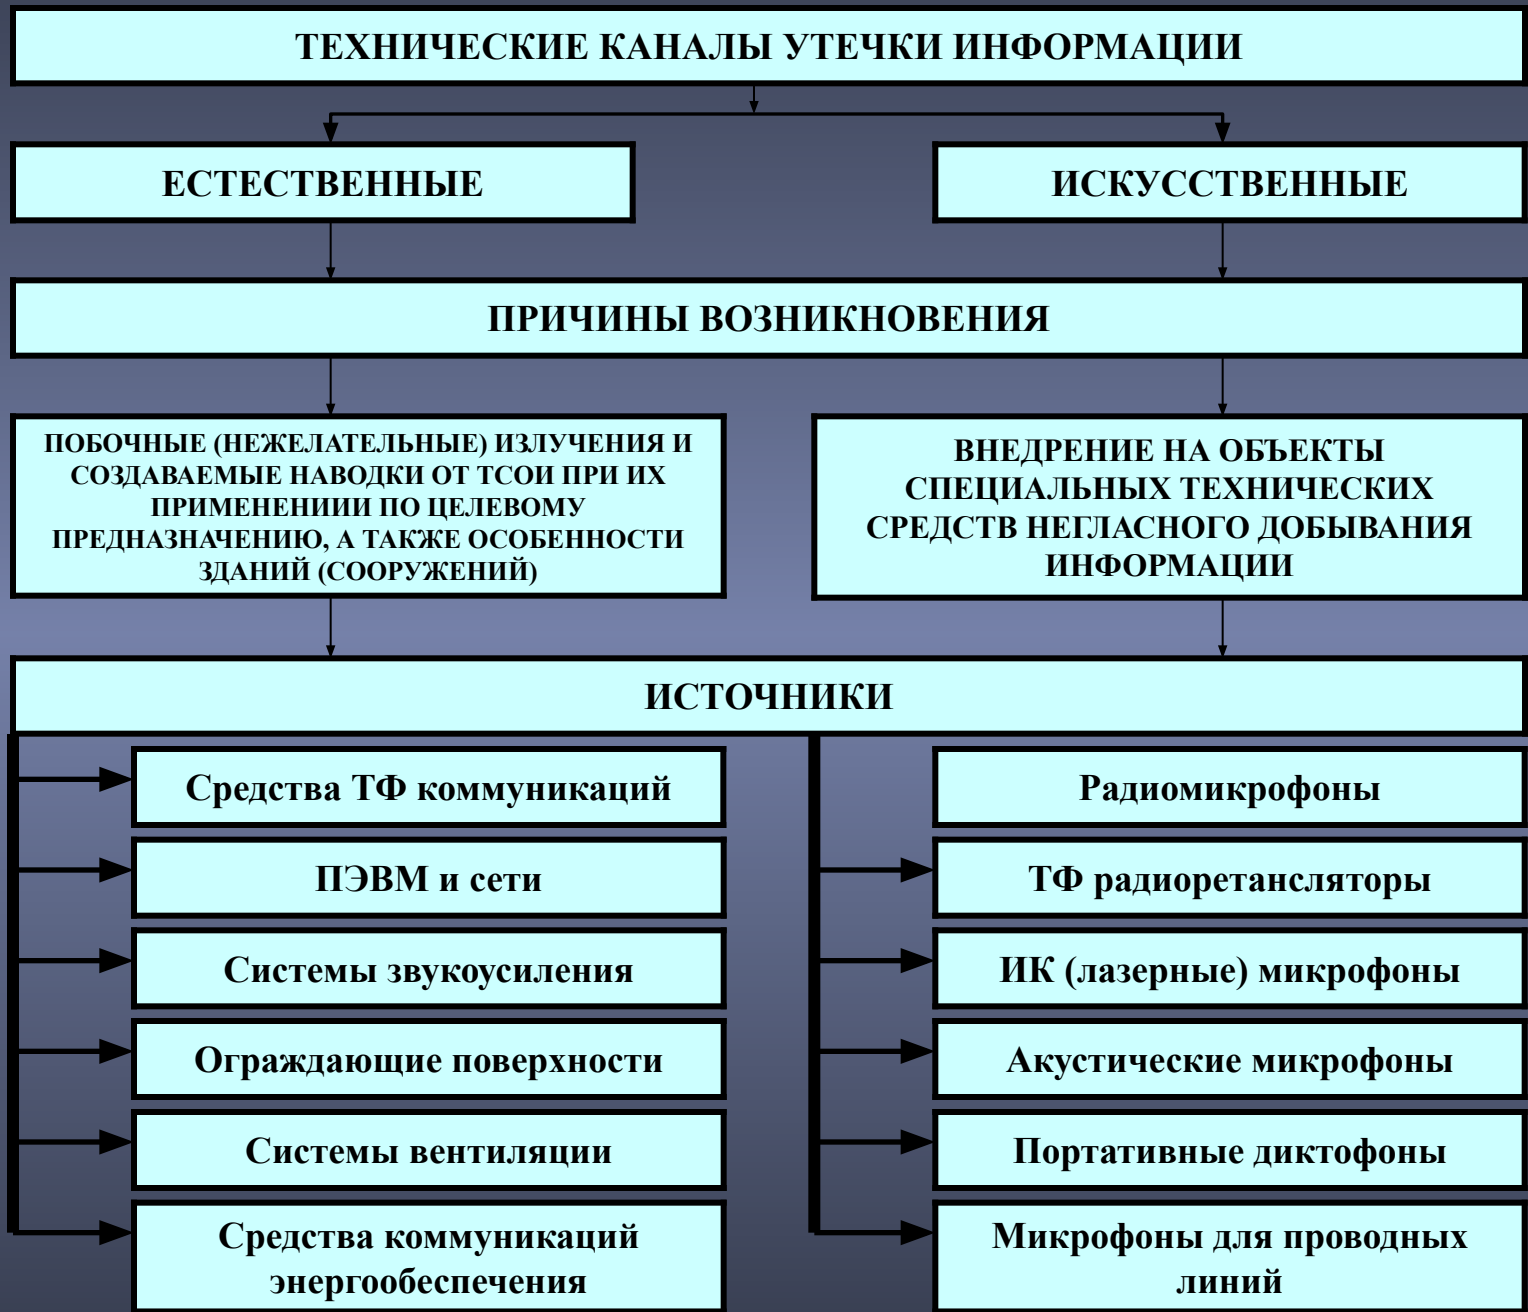 ТЕХНИЧЕСКИЕ КАНАЛЫ УТЕЧКИ ИНФОРМАЦИИ
ЕСТЕСТВЕННЫЕ
ИСКУССТВЕННЫЕ
ПРИЧИНЫ ВОЗНИКНОВЕНИЯ
ПОБОЧНЫЕ (НЕЖЕЛАТЕЛЬНЫЕ) ИЗЛУЧЕНИЯ И
СОЗДАВАЕМЫЕ НАВОДКИ ОТ ТСОИ ПРИ ИХ
ПРИМЕНЕНИИИ ПО ЦЕЛЕВОМУ
ПРЕДНАЗНАЧЕНИЮ, А ТАКЖЕ ОСОБЕННОСТИ
ЗДАНИЙ (СООРУЖЕНИЙ)
ВНЕДРЕНИЕ НА ОБЪЕКТЫ
СПЕЦИАЛЬНЫХ ТЕХНИЧЕСКИХ
СРЕДСТВ НЕГЛАСНОГО ДОБЫВАНИЯ
ИНФОРМАЦИИ
ИСТОЧНИКИ
Средства ТФ коммуникаций
ПЭВМ и сети
Системы звукоусиления
Ограждающие поверхности
Системы вентиляции
Средства коммуникаций
энергообеспечения
Радиомикрофоны
ТФ радиоретансляторы
ИК (лазерные) микрофоны
Акустические микрофоны
Портативные диктофоны
Микрофоны для проводных
линий